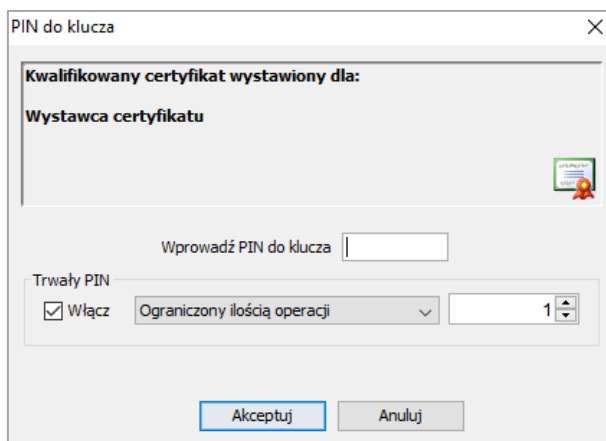 PIN do klucza
Kwalifikowany certyfikat wystawiony dla:
Wystawca certyfikatu
Wprowadź PIN do klucza
Trwały PIN
Włącz Ograniczony ilością operacji 1
Akceptuj Anuluj